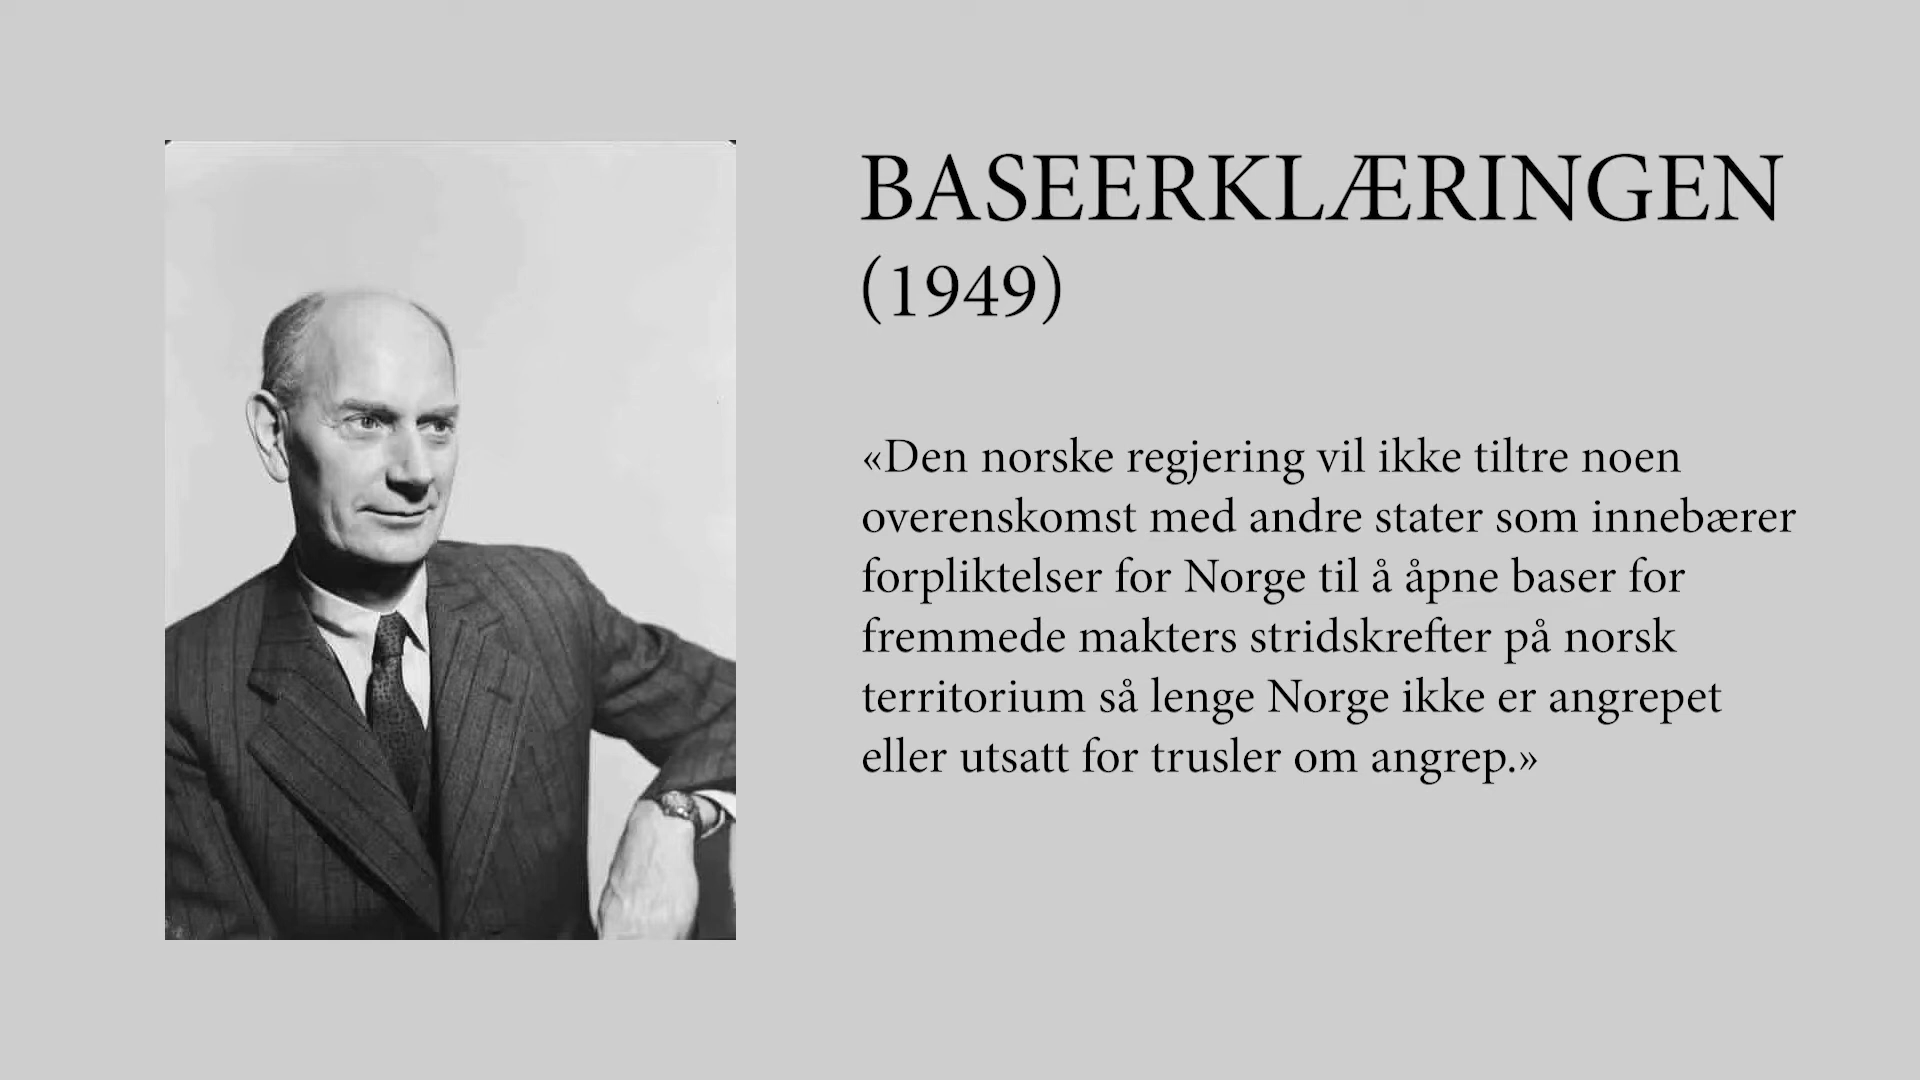 BASEERKLÆRINGEN
(1949)
«Den norske regjering vil ikke tiltre noen
overenskomst med andre stater som innebærer
forpliktelser for Norge til å åpne baser for
fremmede makters stridskrefter på norsk
territorium så lenge Norge ikke er angrepet
eller utsatt for trusler om angrep.»